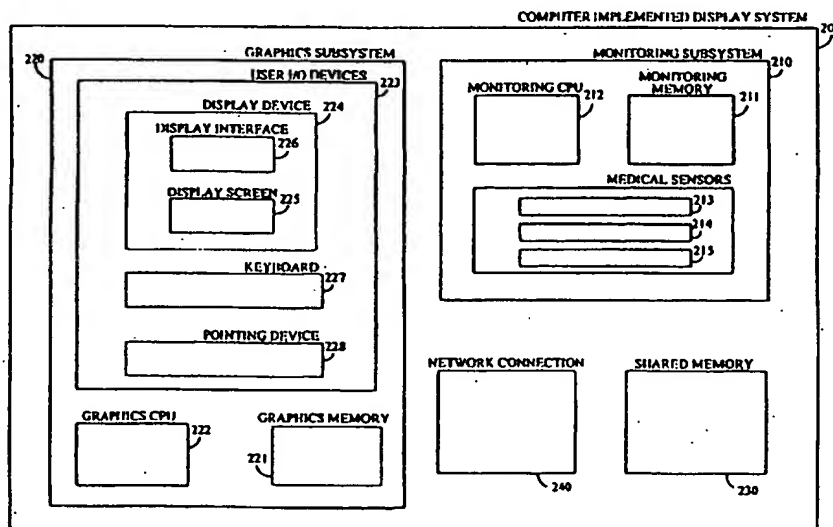 COMPUTER IMPLEMENTED DISPLAY SYSTEM
GRAPHICS SUBSYSTEM
220
USER I/O DEVICES
223
DISPLAY DEVICE
224
DISPLAY INTERFACE
226
DISPLAY SCREEN
225
KEYBOARD
227
POINTING DEVICE
228
GRAPHICS CPU
222
GRAPHICS MEMORY
221
MONITORING SUBSYSTEM
210
MONITORING CPU
212
MONITORING
MEMORY
211
MEDICAL SENSORS
213
214
215
NETWORK CONNECTION
240
SHARED MEMORY
230